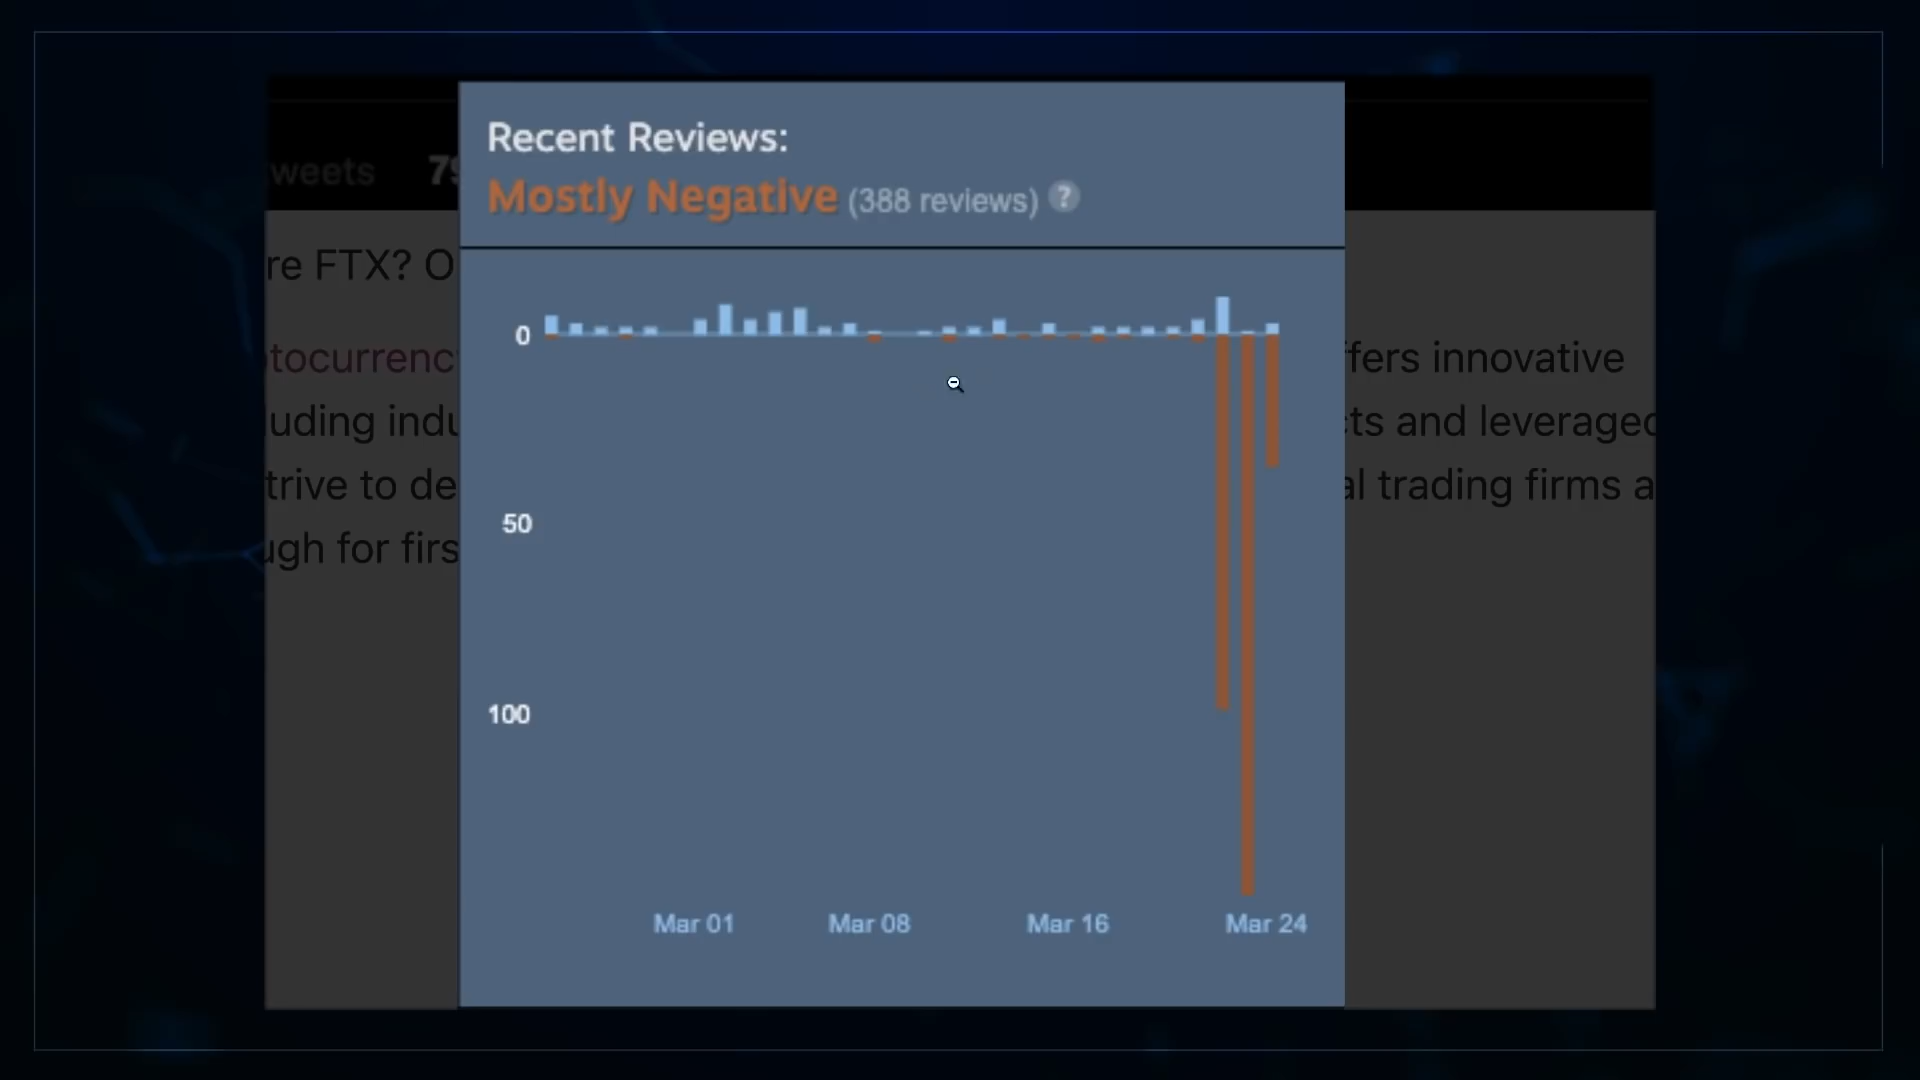 Recent Reviews:
Mostly Negative (388 reviews) ?
0
50
100
Mar 01 Mar 08 Mar 16 Mar 24
weets
re FTX? O
tocurrenc ffers innovative
uding indu cts and leveraged
trive to de al trading firms a
ugh for firs